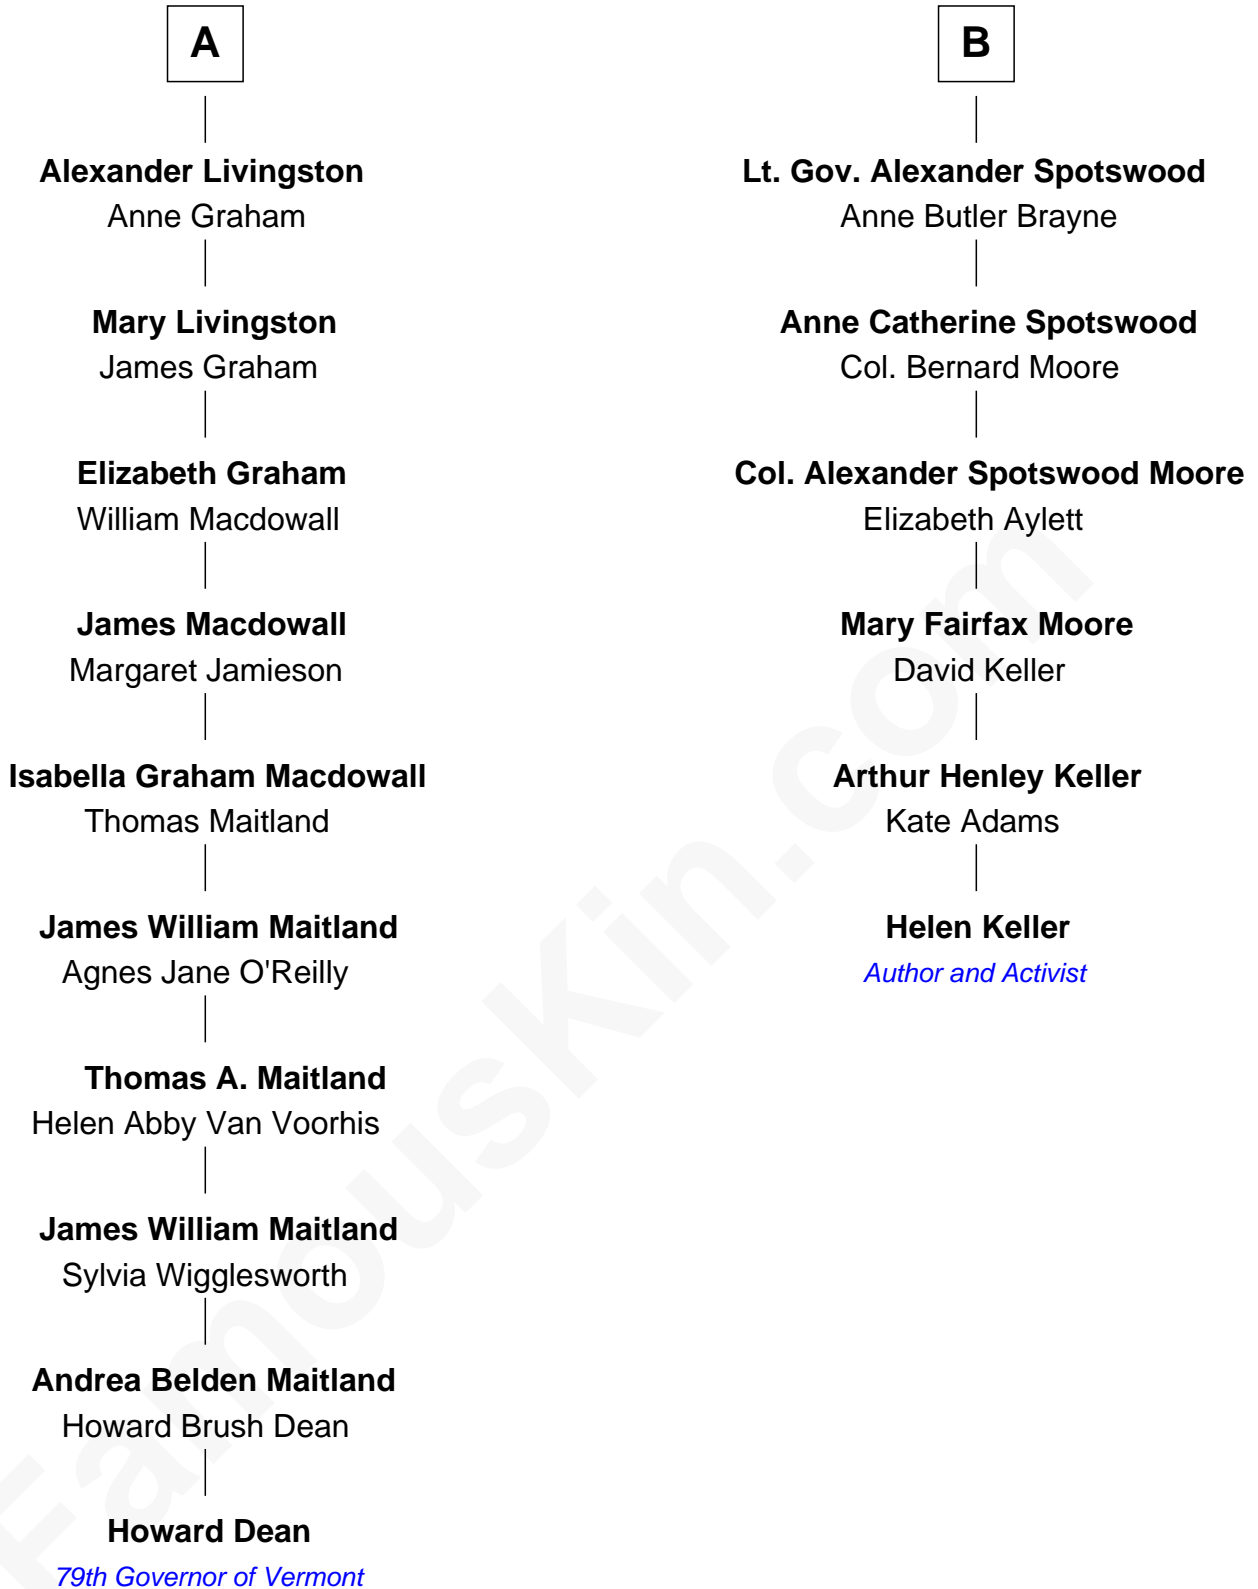 A
Alexander Livingston
Anne Graham
Mary Livingston
James Graham
Elizabeth Graham
William Macdowall
James Macdowall
Margaret Jamieson
Isabella Graham Macdowall
Thomas Maitland
James William Maitland
Agnes Jane O'Reilly
Thomas A. Maitland
Helen Abby Van Voorhis
James William Maitland
Sylvia Wigglesworth
Andrea Belden Maitland
Howard Brush Dean
Howard Dean
79th Governor of Vermont
B
Lt. Gov. Alexander Spotswood
Anne Butler Brayne
Anne Catherine Spotswood
Col. Bernard Moore
Col. Alexander Spotswood Moore
Elizabeth Aylett
Mary Fairfax Moore
David Keller
Arthur Henley Keller
Kate Adams
Helen Keller
Author and Activist
FamousKin.com